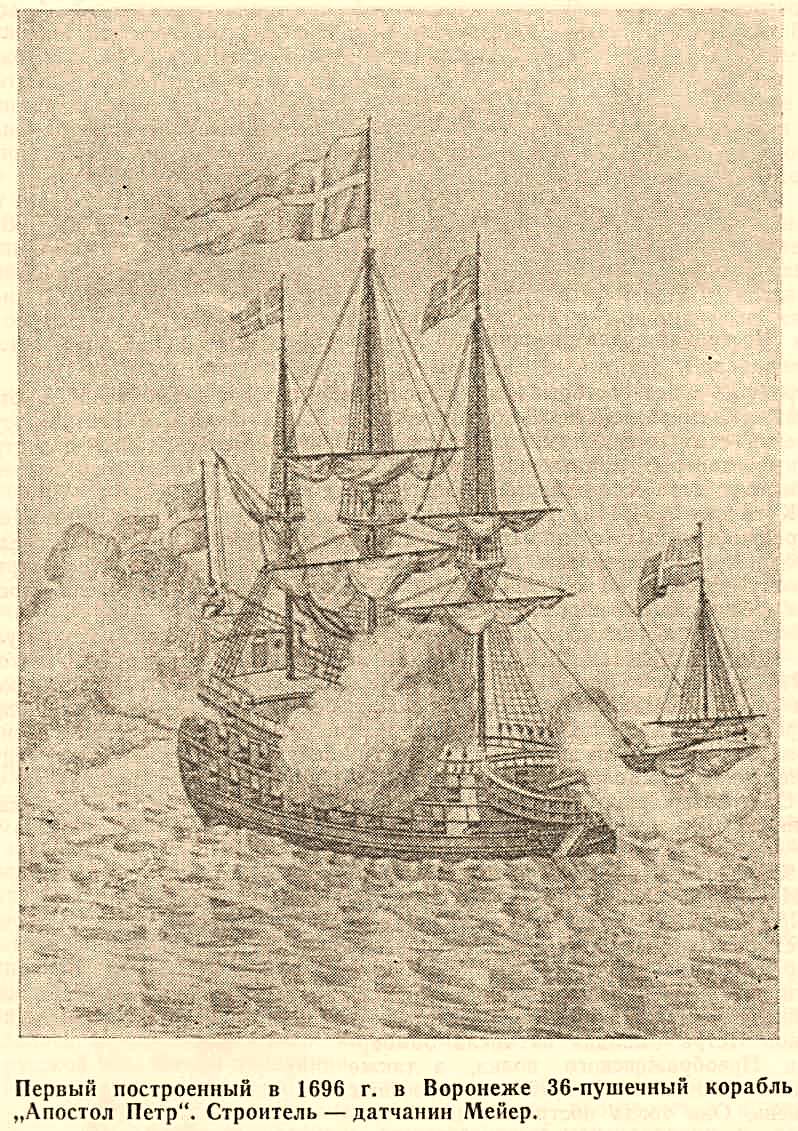 Первый построенный в 1696 г. в Воронеже 36-пушечный корабль
„Апостол Петр“. Строитель — датчанин Мейер.